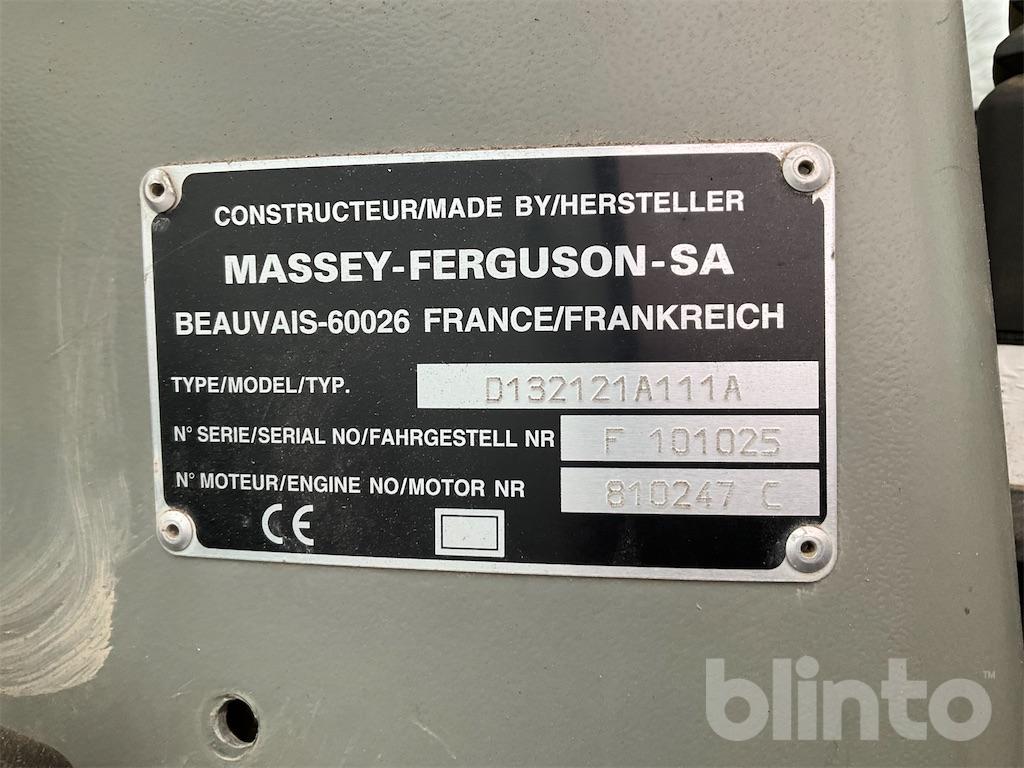 CONSTRUCTEUR/MADE BY/HERSTELLER
MASSEY-FERGUSON-SA
BEAUVAIS-60026 FRANCE/FRANKREICH
TYPE/MODEL/TYP. D132121A111A
N° SERIE/SERIAL NO/FAHRGESTELL NR F 101025
N° MOTEUR/ENGINE NO/MOTOR NR 810247 C
CE
blinto™